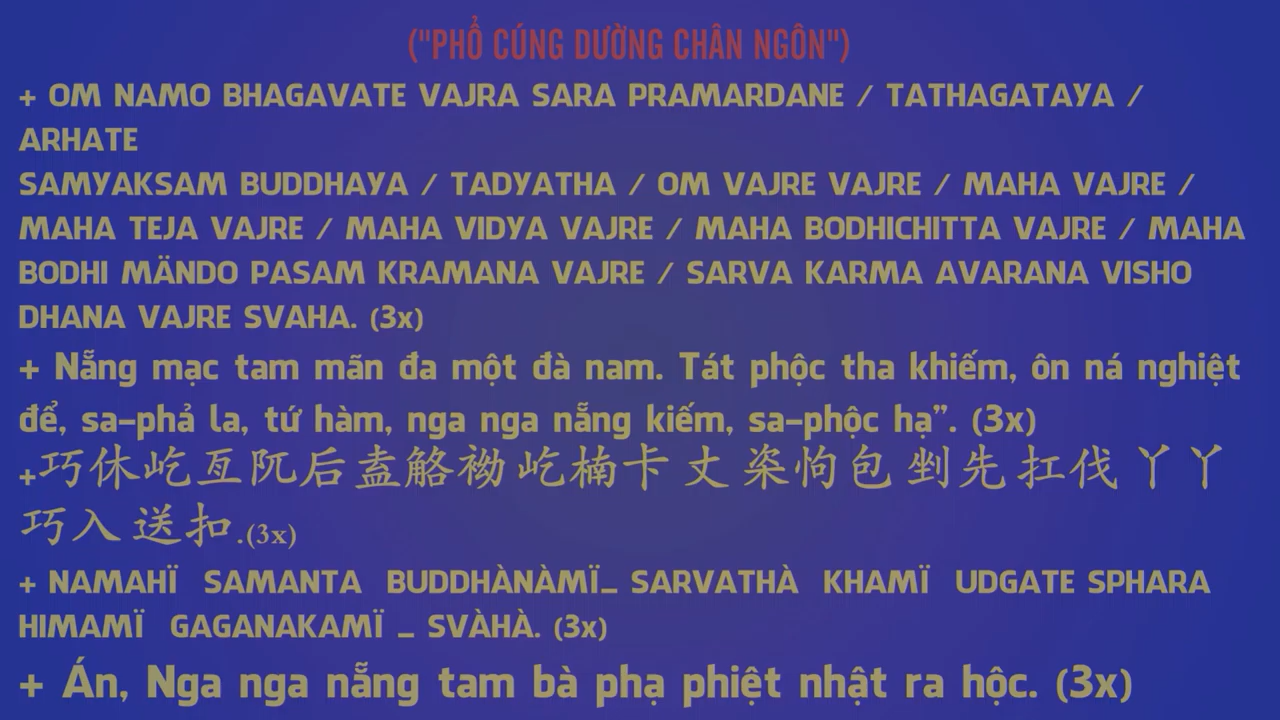 ("PHỔ CÚNG DƯỜNG CHÂN NGÔN")
+ OM NAMO BHAGAVATE VAJRA SARA PRAMARDANE / TATHAGATAYA /
ARHATE
SAMYAKSAM BUDDHAYA / TADYATHA / OM VAJRE VAJRE / MAHA VAJRE /
MAHA TEJA VAJRE / MAHA VIDYA VAJRE / MAHA BODHICHITTA VAJRE / MAHA
BODHI MÄNDO PASAM KRAMANA VAJRE / SARVA KARMA AVARANA VISHO
DHANA VAJRE SVAHA. (3x)
+ Nẵng mạc tam mãn đa một đà nam. Tát phộc tha khiếm, ôn ná nghiệt
để, sa-phả la, tứ hàm, nga nga nẵng kiếm, sa-phộc hạ”. (3x)
+巧休屹亙阢后盍觡袎屹楠卡丈栥恦包剉先扛伐丫丫
巧入送扣.(3x)
+ NAMAHÏ SAMANTA BUDDHÀNÀMÏ_ SARVATHÀ KHAMÏ UDGATE SPHARA
HIMAMÏ GAGANAKAMÏ _ SVÀHÀ. (3x)
+ Án, Nga nga nẵng tam bà phạ phiệt nhật ra hộc. (3x)